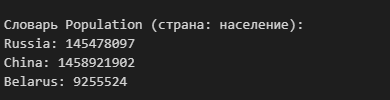 Словарь Population (страна: население):
Russia: 145478097
China: 1458921902
Belarus: 9255524